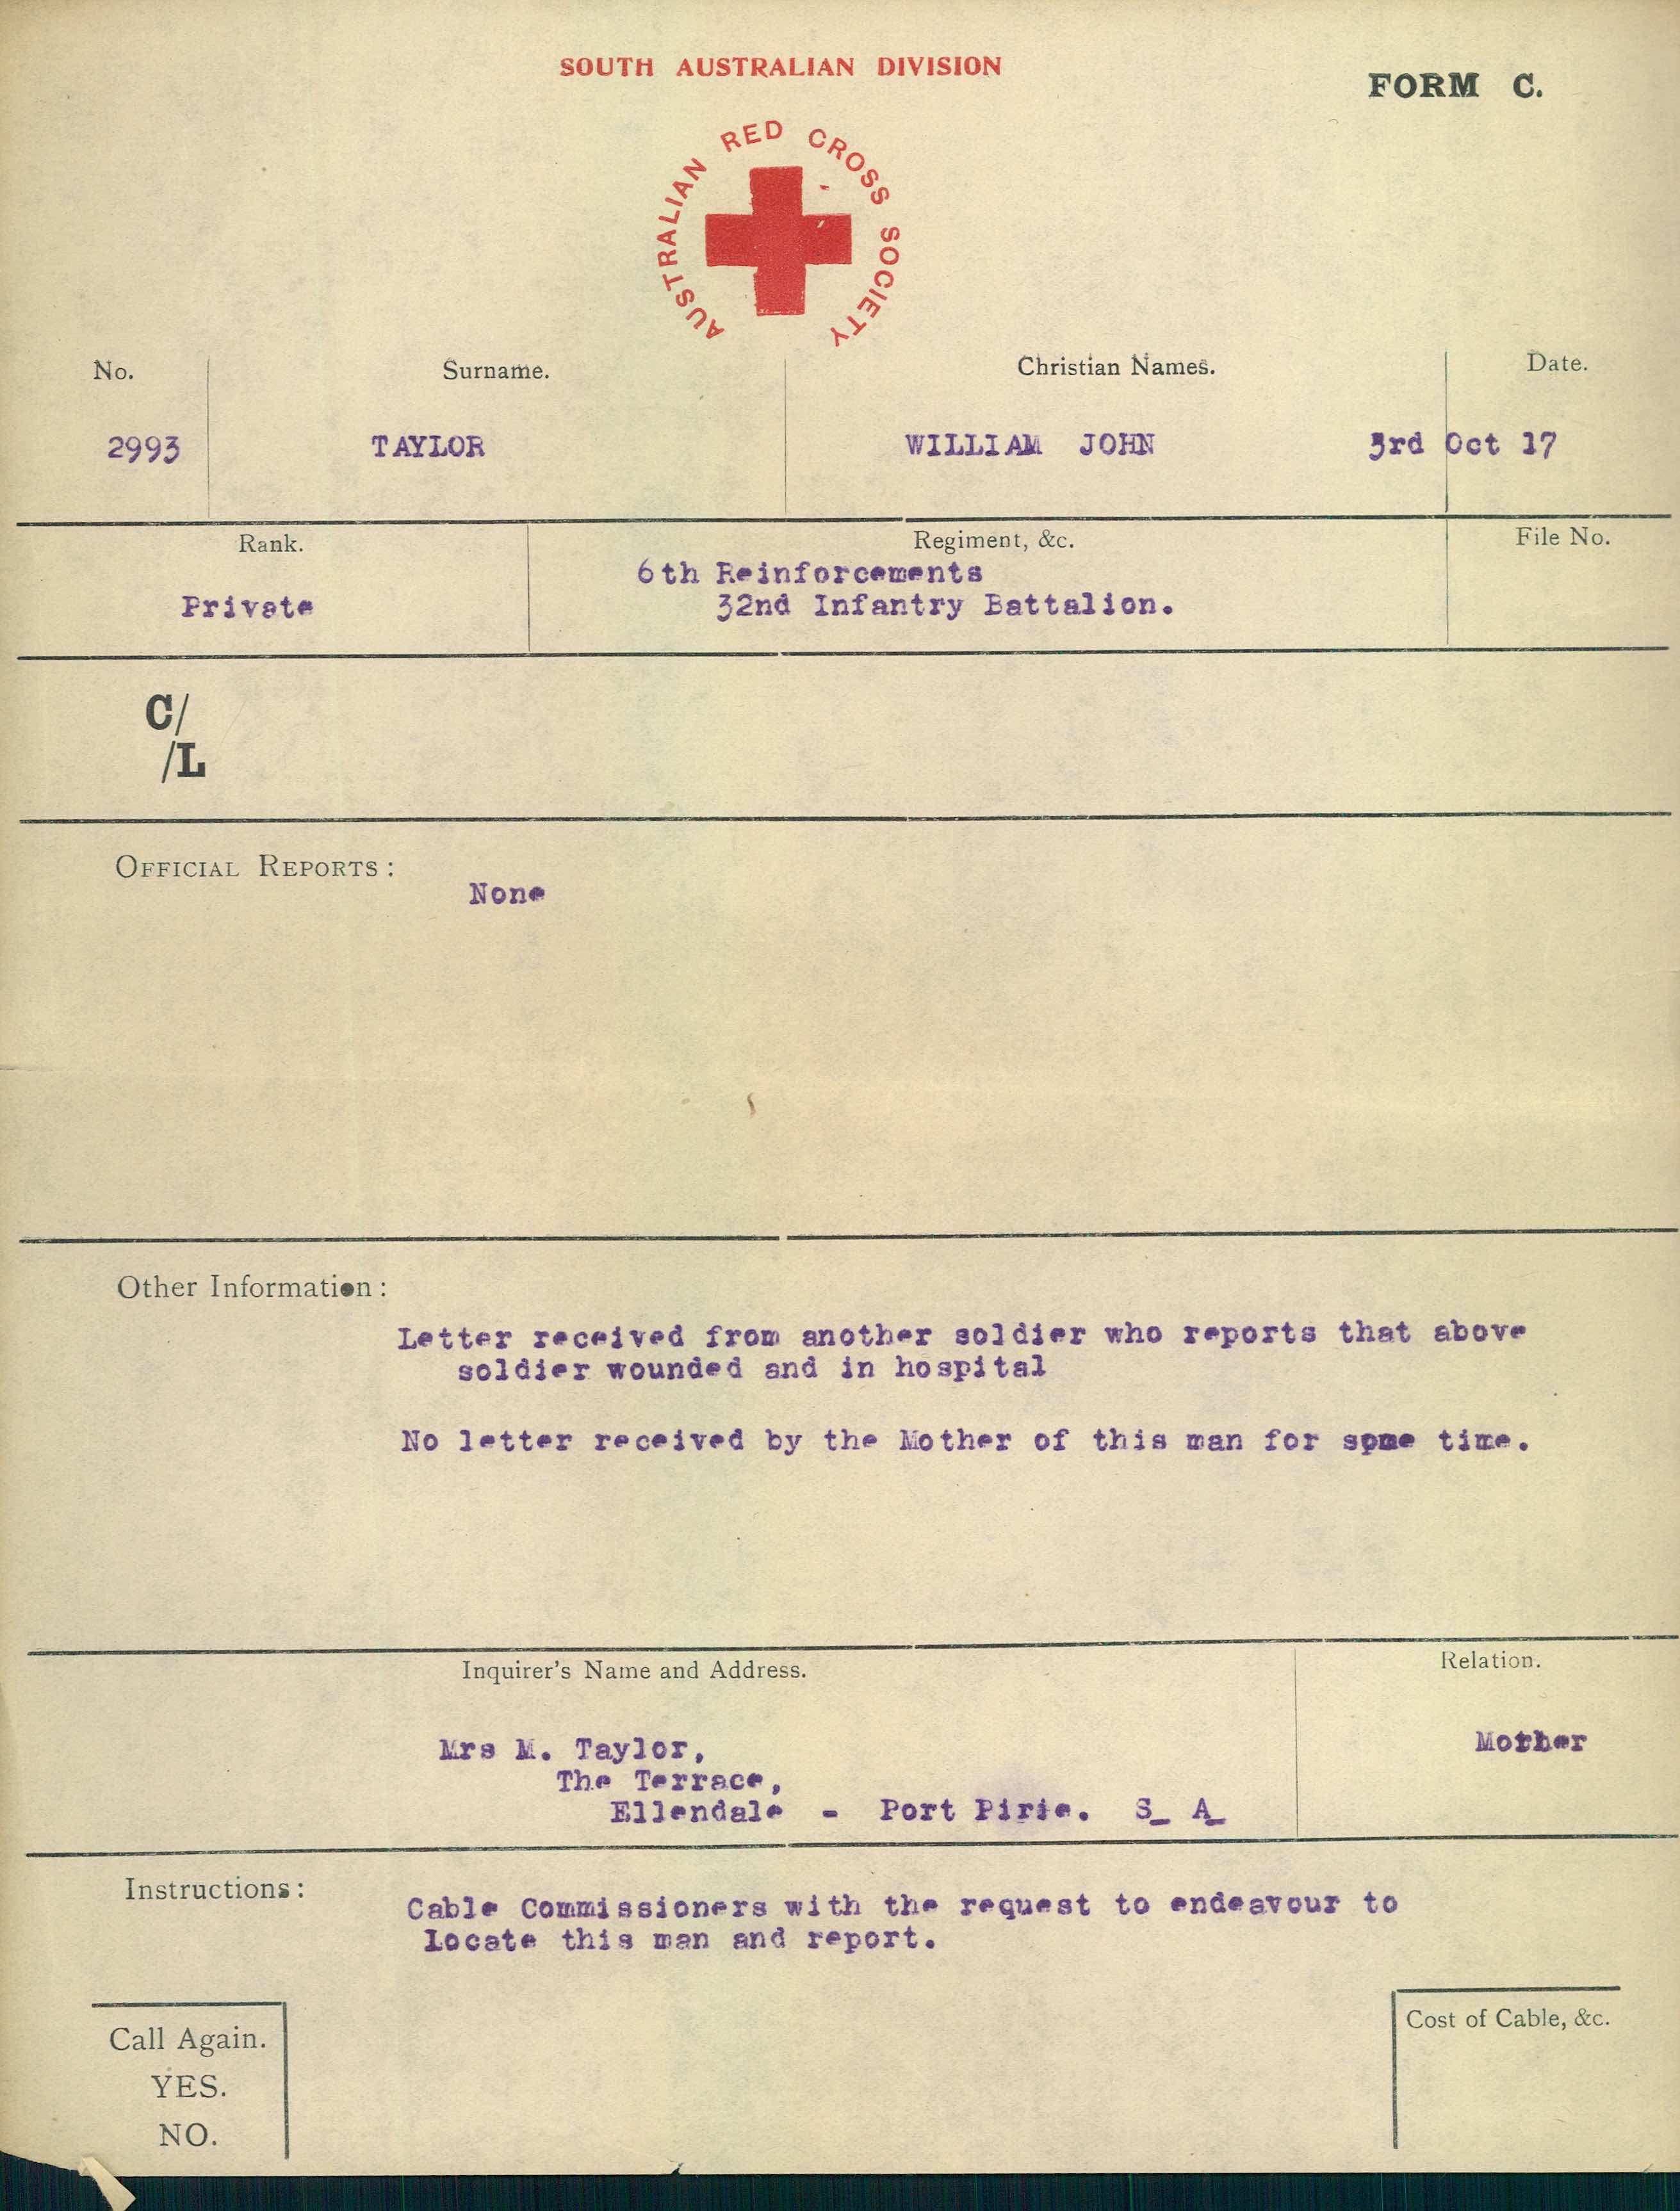 SOUTH AUSTRALIAN DIVISION
FORM C.
AUSTRALIAN RED CROSS SOCIETY
No. Surname. Christian Names. Date.
2993 TAYLOR WILLIAM JOHN 3rd Oct 17
Rank. Regiment, &c. File No.
6th Reinforcements
Private 32nd Infantry Battalion.
C/
/L
OFFICIAL REPORTS:
None
Other Information:
Letter received from another soldier who reports that above
soldier wounded and in hospital
No letter received by the Mother of this man for some time.
Inquirer's Name and Address. Relation.
Mrs M. Taylor, Mother
The Terrace,
Ellendale - Port Pirie. S_ A_
Instructions:
Cable Commissioners with the request to endeavour to
locate this man and report.
Call Again. Cost of Cable, &c.
YES.
NO.